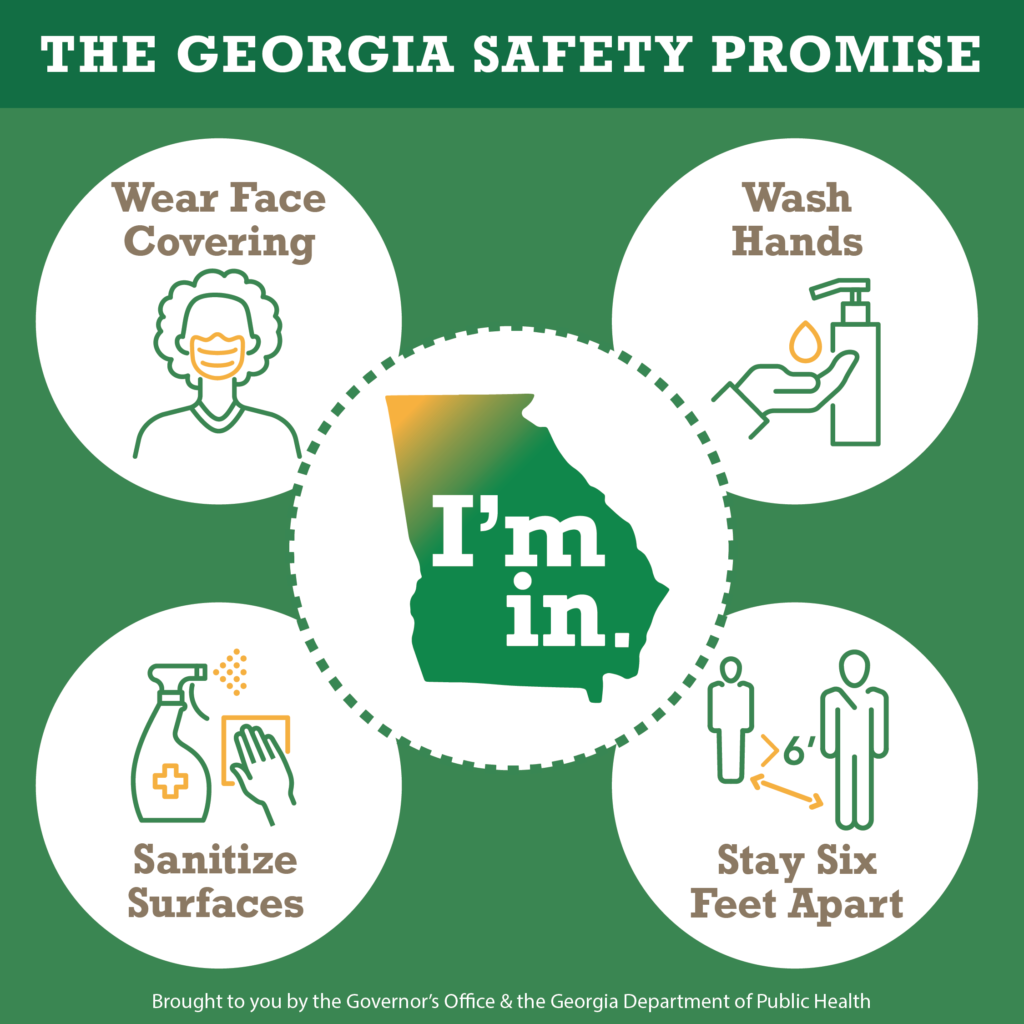 THE GEORGIA SAFETY PROMISE
Wear Face
Covering
Wash
Hands
I’m
in.
>6’
Sanitize
Surfaces
Stay Six
Feet Apart
Brought to you by the Governor’s Office & the Georgia Department of Public Health